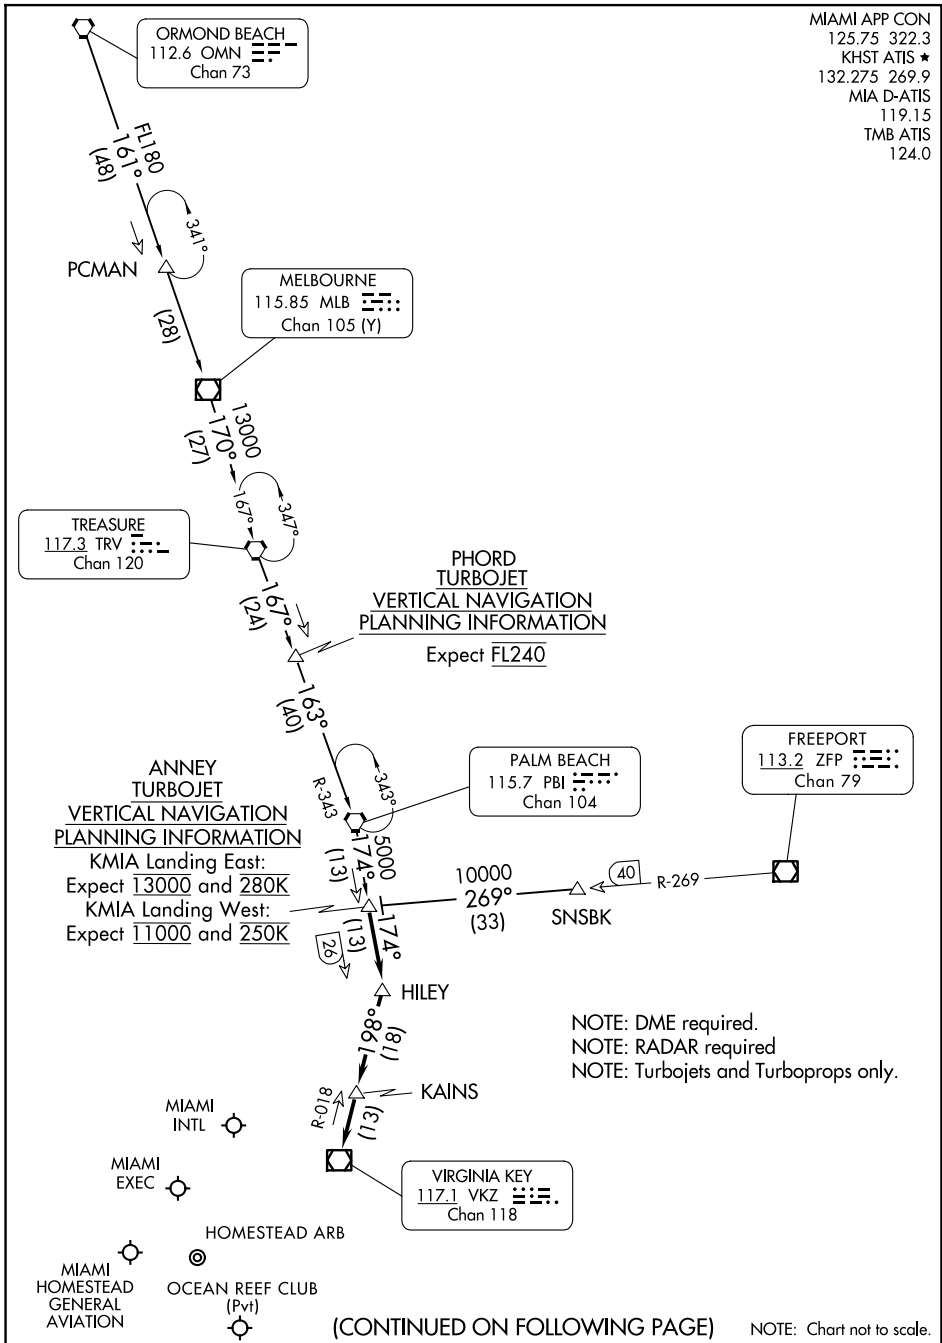 MIAMI APP CON
125.75 322.3
KHST ATIS ★
132.275 269.9
MIA D-ATIS
119.15
TMB ATIS
124.0
ORMOND BEACH
112.6 OMN
Chan 73
FL180
161°
(48)
341°
PCMAN
(28)
MELBOURNE
115.85 MLB
Chan 105 (Y)
13000
170°
(27)
167°
347°
TREASURE
117.3 TRV
Chan 120
167°
(24)
PHORD
TURBOJET
VERTICAL NAVIGATION
PLANNING INFORMATION
Expect FL240
163°
(40)
R-343
343°
PALM BEACH
115.7 PBI
Chan 104
FREEPORT
113.2 ZFP
Chan 79
ANNEY
TURBOJET
VERTICAL NAVIGATION
PLANNING INFORMATION
KMIA Landing East:
Expect 13000 and 280K
KMIA Landing West:
Expect 11000 and 250K
5000
174°
(13)
10000
269°
(33)
40
R-269
SNSBK
174°
(13)
26
HILEY
198°
(18)
NOTE: DME required.
NOTE: RADAR required
NOTE: Turbojets and Turboprops only.
KAINS
R-018
(13)
MIAMI
INTL
MIAMI
EXEC
VIRGINIA KEY
117.1 VKZ
Chan 118
HOMESTEAD ARB
MIAMI
HOMESTEAD
GENERAL
AVIATION
OCEAN REEF CLUB
(Pvt)
(CONTINUED ON FOLLOWING PAGE)
NOTE: Chart not to scale.